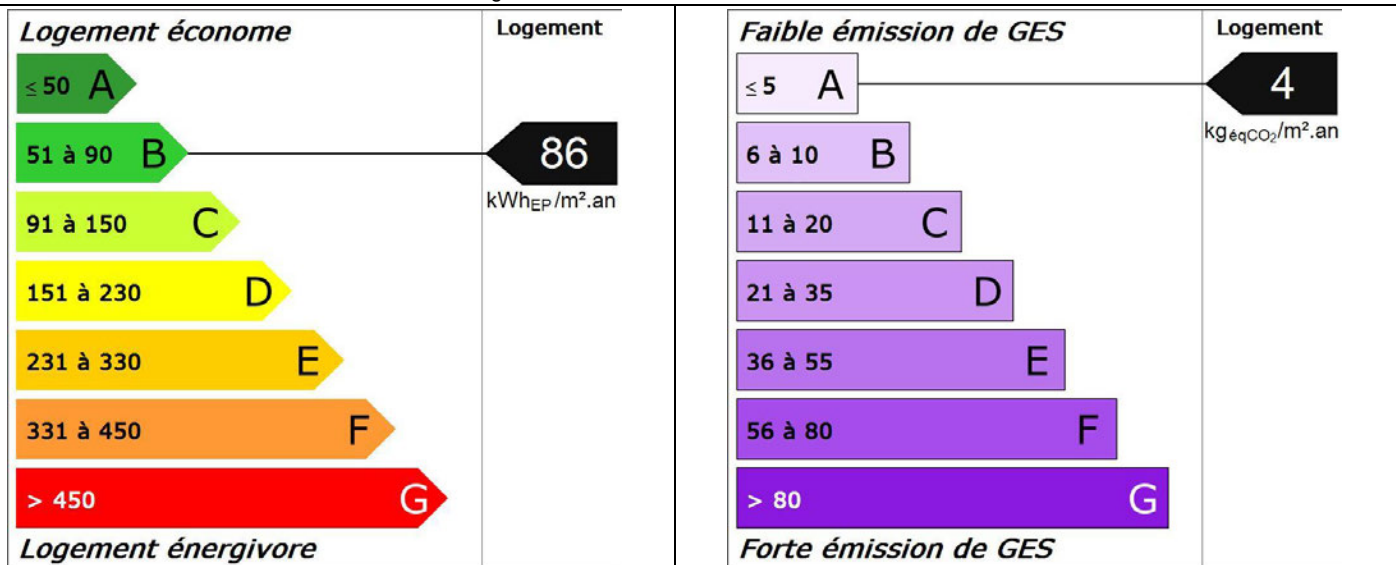 Logement économe
Logement
≤ 50 A
51 à 90 B
86
kWhEP/m².an
91 à 150 C
151 à 230 D
231 à 330 E
331 à 450 F
> 450 G
Logement énergivore
Faible émission de GES
Logement
≤ 5 A
4
kgéqCO₂/m².an
6 à 10 B
11 à 20 C
21 à 35 D
36 à 55 E
56 à 80 F
> 80 G
Forte émission de GES